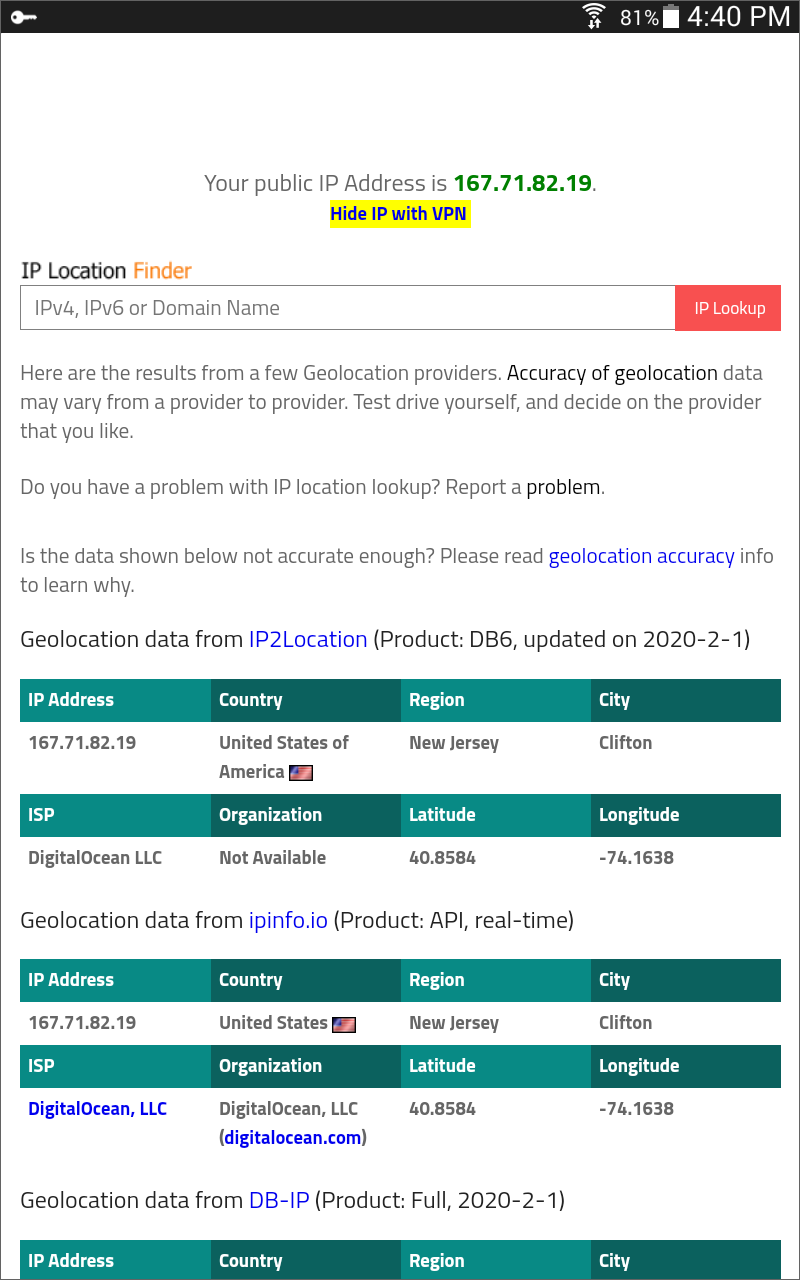 81% 4:40 PM
Your public IP Address is 167.71.82.19.
Hide IP with VPN
IP Location Finder
IPv4, IPv6 or Domain Name IP Lookup
Here are the results from a few Geolocation providers. Accuracy of geolocation data
may vary from a provider to provider. Test drive yourself, and decide on the provider
that you like.
Do you have a problem with IP location lookup? Report a problem.
Is the data shown below not accurate enough? Please read geolocation accuracy info
to learn why.
Geolocation data from IP2Location (Product: DB6, updated on 2020-2-1)
IP Address Country Region City
167.71.82.19 United States of New Jersey Clifton
America
ISP Organization Latitude Longitude
DigitalOcean LLC Not Available 40.8584 -74.1638
Geolocation data from ipinfo.io (Product: API, real-time)
IP Address Country Region City
167.71.82.19 United States New Jersey Clifton
ISP Organization Latitude Longitude
DigitalOcean, LLC DigitalOcean, LLC 40.8584 -74.1638
(digitalocean.com)
Geolocation data from DB-IP (Product: Full, 2020-2-1)
IP Address Country Region City